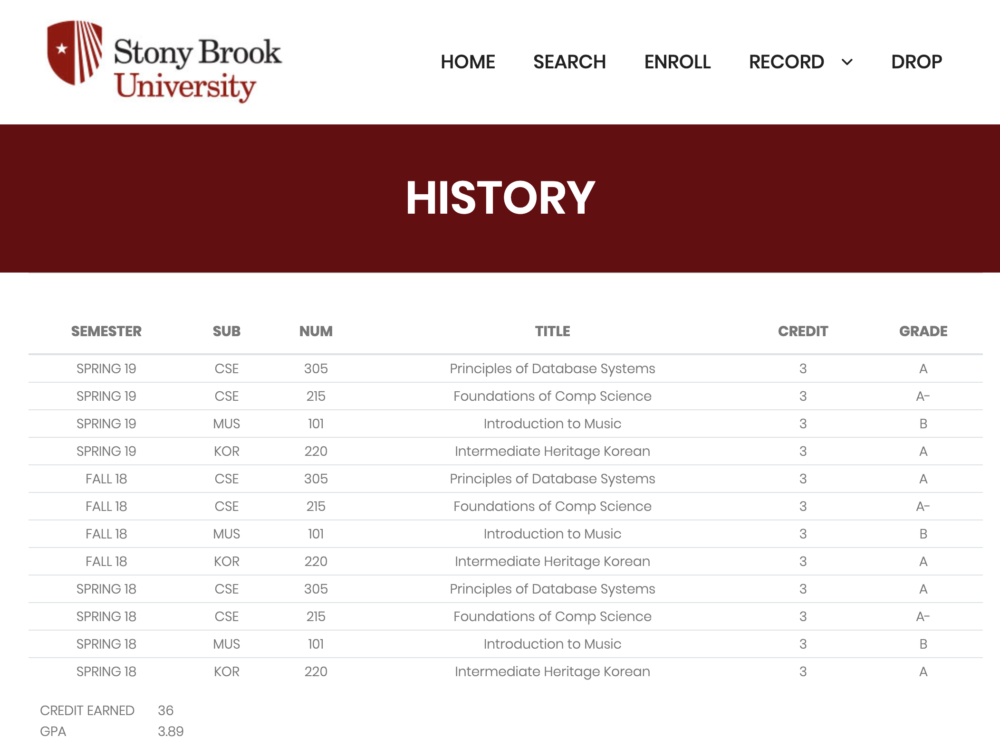 Stony Brook
University
HOME SEARCH ENROLL RECORD DROP
HISTORY
SEMESTER SUB NUM TITLE CREDIT GRADE
SPRING 19 CSE 305 Principles of Database Systems 3 A
SPRING 19 CSE 215 Foundations of Comp Science 3 A-
SPRING 19 MUS 101 Introduction to Music 3 B
SPRING 19 KOR 220 Intermediate Heritage Korean 3 A
FALL 18 CSE 305 Principles of Database Systems 3 A
FALL 18 CSE 215 Foundations of Comp Science 3 A-
FALL 18 MUS 101 Introduction to Music 3 B
FALL 18 KOR 220 Intermediate Heritage Korean 3 A
SPRING 18 CSE 305 Principles of Database Systems 3 A
SPRING 18 CSE 215 Foundations of Comp Science 3 A-
SPRING 18 MUS 101 Introduction to Music 3 B
SPRING 18 KOR 220 Intermediate Heritage Korean 3 A
CREDIT EARNED 36
GPA 3.89